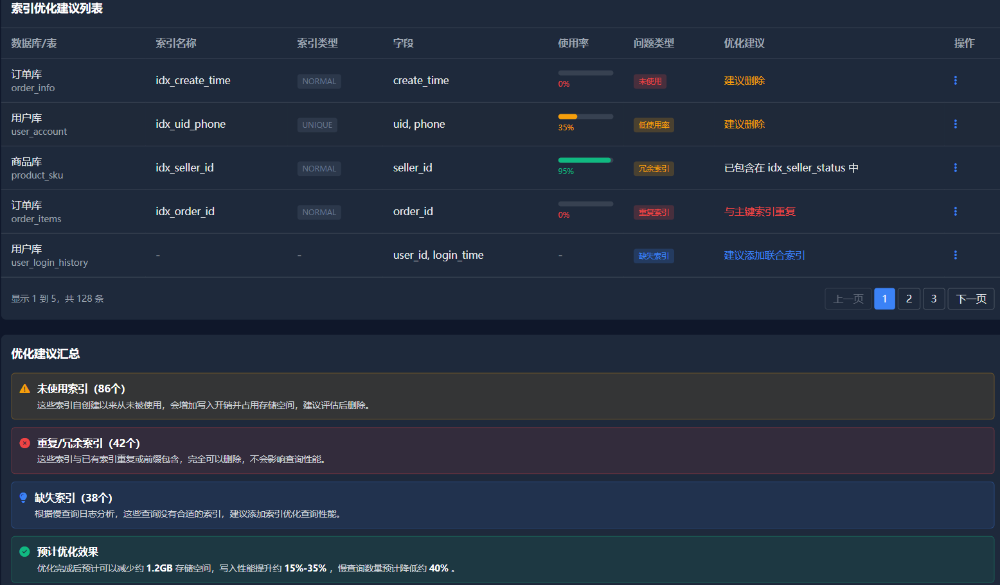 索引优化建议列表
数据库/表 索引名称 索引类型 字段 使用率 问题类型 优化建议 操作
订单库
order_info idx_create_time NORMAL create_time 0% 未使用 建议删除
用户库
user_account idx_uid_phone UNIQUE uid, phone 35% 低使用率 建议删除
商品库
product_sku idx_seller_id NORMAL seller_id 95% 冗余索引 已包含在 idx_seller_status 中
订单库
order_items idx_order_id NORMAL order_id 0% 重复索引 与主键索引重复
用户库
user_login_history - - user_id, login_time - 缺失索引 建议添加联合索引
显示 1 到 5，共 128 条 上一页 1 2 3 下一页
优化建议汇总
未使用索引（86个）
这些索引自创建以来从未被使用，会增加写入开销并占用存储空间，建议评估后删除。
重复/冗余索引（42个）
这些索引与已有索引重复或前缀包含，完全可以删除，不会影响查询性能。
缺失索引（38个）
根据慢查询日志分析，这些查询没有合适的索引，建议添加索引优化查询性能。
预计优化效果
优化完成后预计可以减少约 1.2GB 存储空间，写入性能提升约 15%-35% ，慢查询数量预计降低约 40% 。